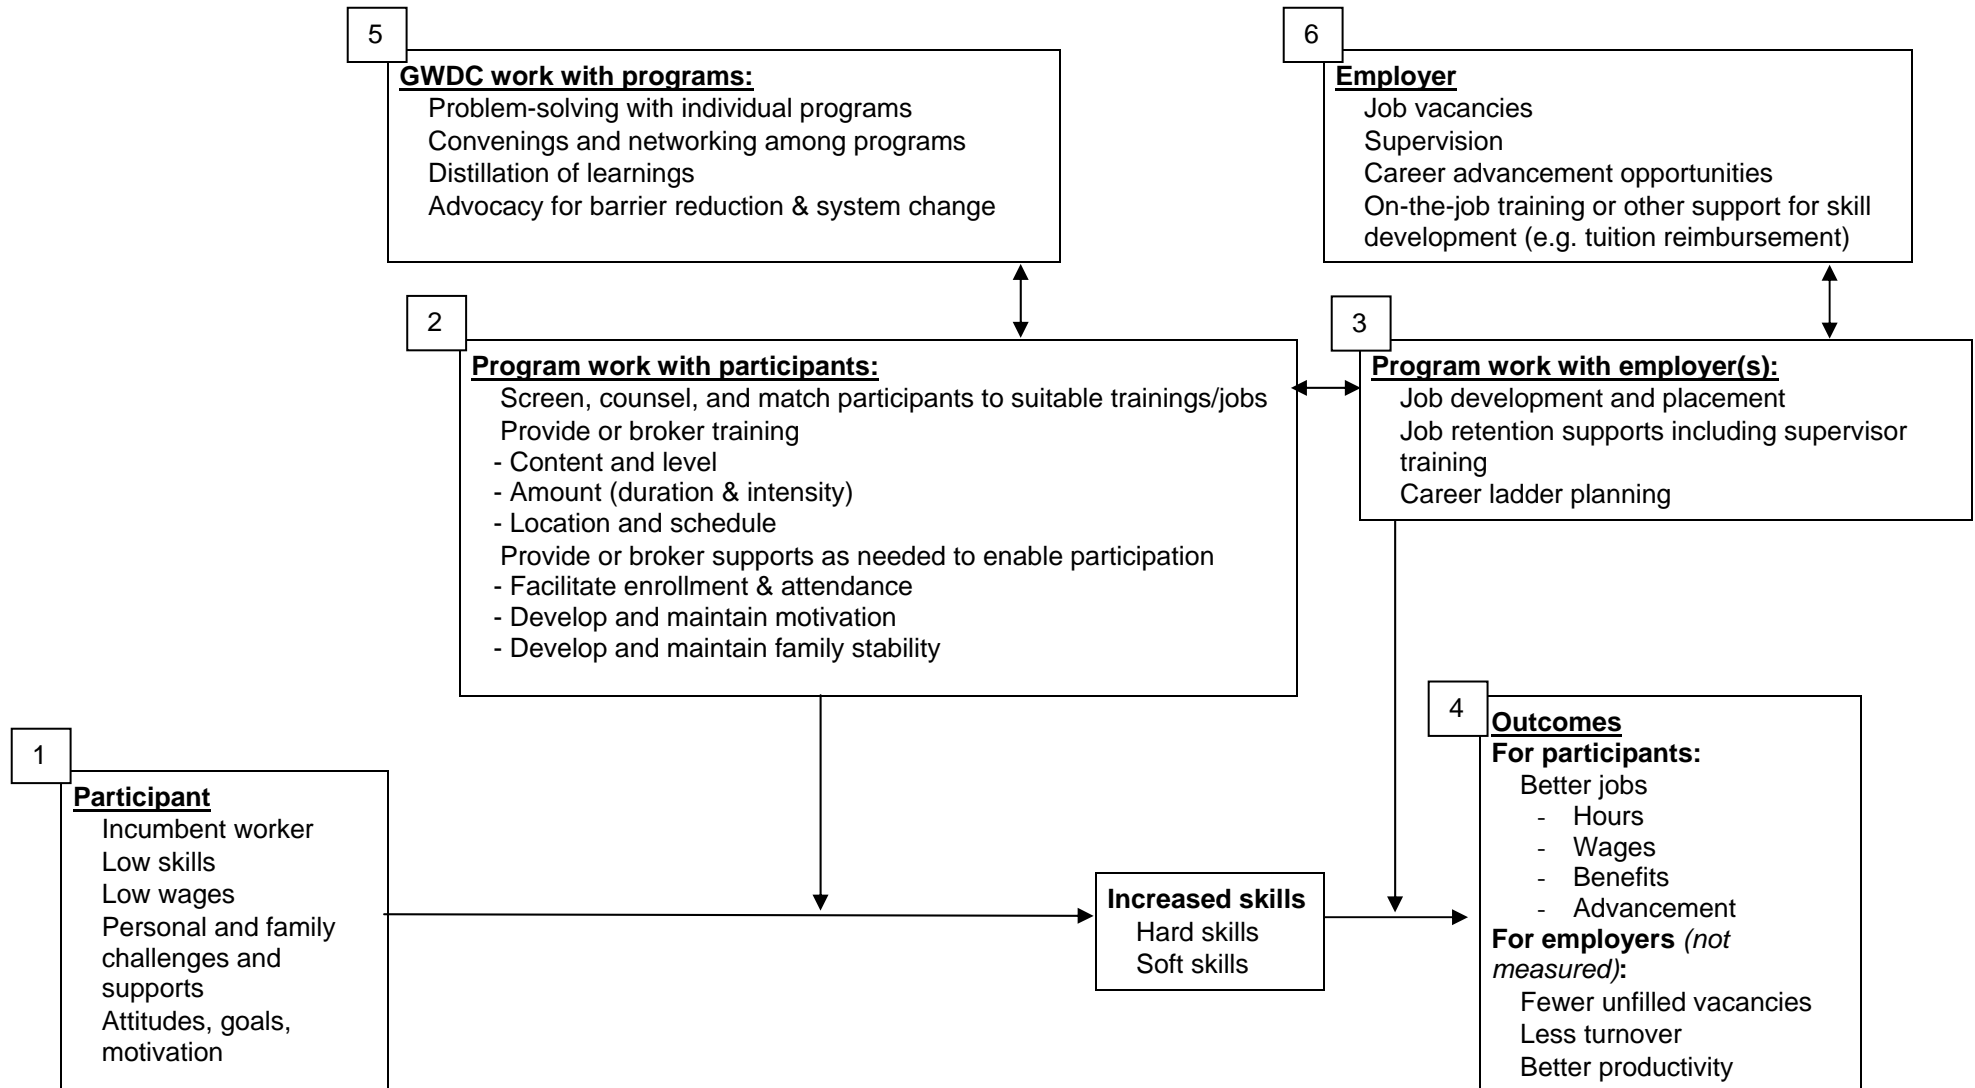 5
GWDC work with programs:
Problem-solving with individual programs
Convenings and networking among programs
Distillation of learnings
Advocacy for barrier reduction & system change
6
Employer
Job vacancies
Supervision
Career advancement opportunities
On-the-job training or other support for skill
development (e.g. tuition reimbursement)
2
Program work with participants:
Screen, counsel, and match participants to suitable trainings/jobs
Provide or broker training
- Content and level
- Amount (duration & intensity)
- Location and schedule
Provide or broker supports as needed to enable participation
- Facilitate enrollment & attendance
- Develop and maintain motivation
- Develop and maintain family stability
3
Program work with employer(s):
Job development and placement
Job retention supports including supervisor
training
Career ladder planning
1
Participant
Incumbent worker
Low skills
Low wages
Personal and family
challenges and
supports
Attitudes, goals,
motivation
Increased skills
Hard skills
Soft skills
4
Outcomes
For participants:
Better jobs
- Hours
- Wages
- Benefits
- Advancement
For employers (not
measured):
Fewer unfilled vacancies
Less turnover
Better productivity